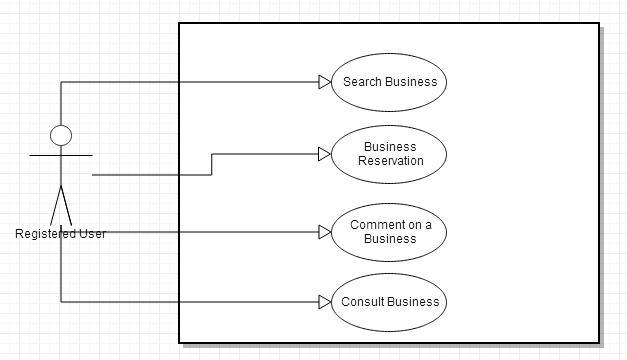 Search Business
Business
Reservation
Registered User
Comment on a
Business
Consult Business